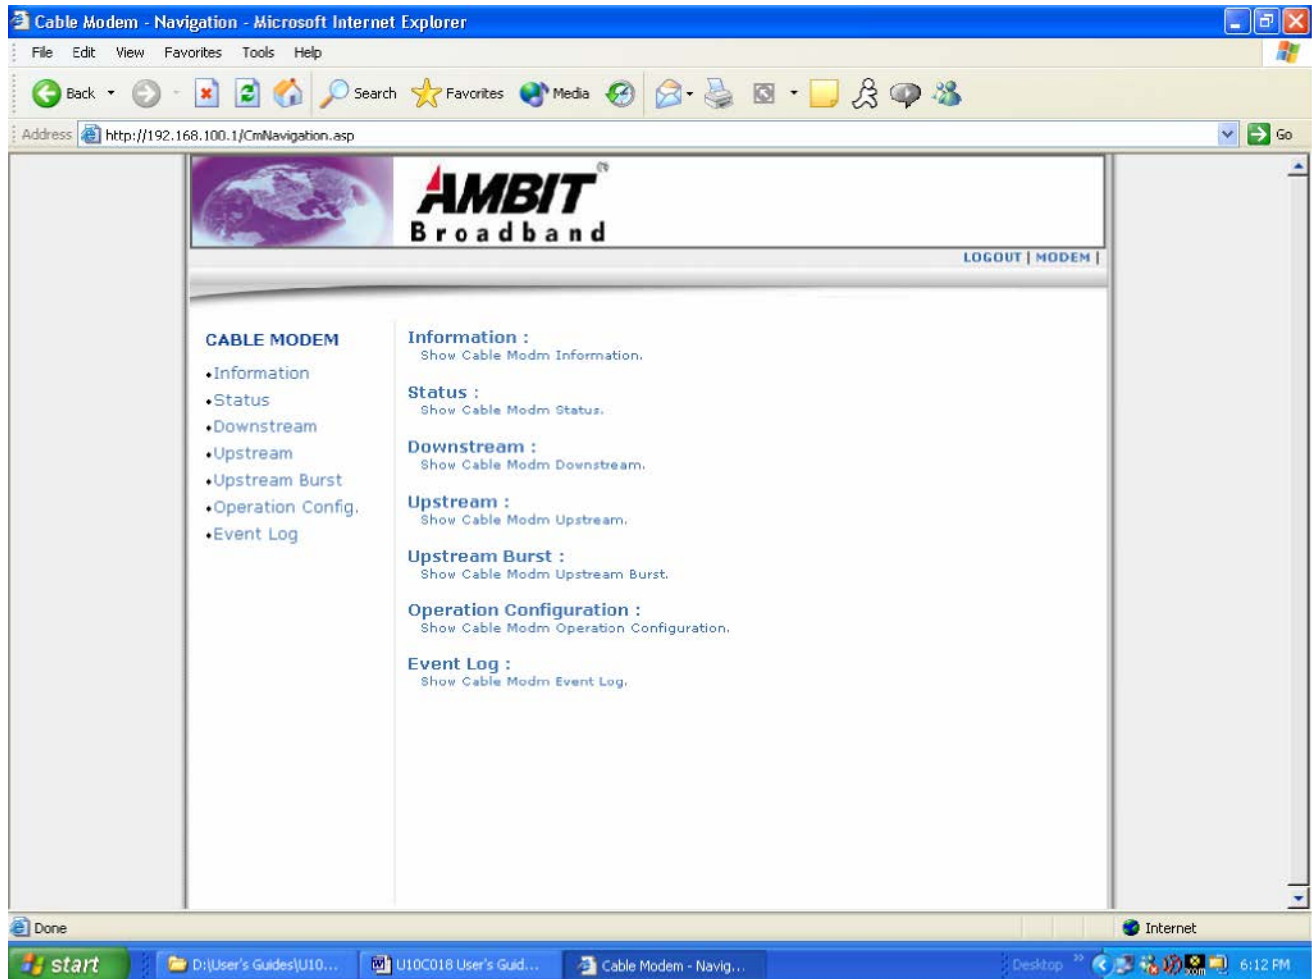 Cable Modem - Navigation - Microsoft Internet Explorer
File Edit View Favorites Tools Help
Back Search Favorites Media
Address http://192.168.100.1/CmNavigation.asp Go
AMBIT®
Broadband
LOGOUT | MODEM |
CABLE MODEM
Information
Status
Downstream
Upstream
Upstream Burst
Operation Config.
Event Log
Information :
Show Cable Modm Information.
Status :
Show Cable Modm Status.
Downstream :
Show Cable Modm Downstream.
Upstream :
Show Cable Modm Upstream.
Upstream Burst :
Show Cable Modm Upstream Burst.
Operation Configuration :
Show Cable Modm Operation Configuration.
Event Log :
Show Cable Modm Event Log.
Done Internet
start D:\User's Guides\U10... U10C018 User's Guid... Cable Modem - Navig... Desktop » 6:12 PM